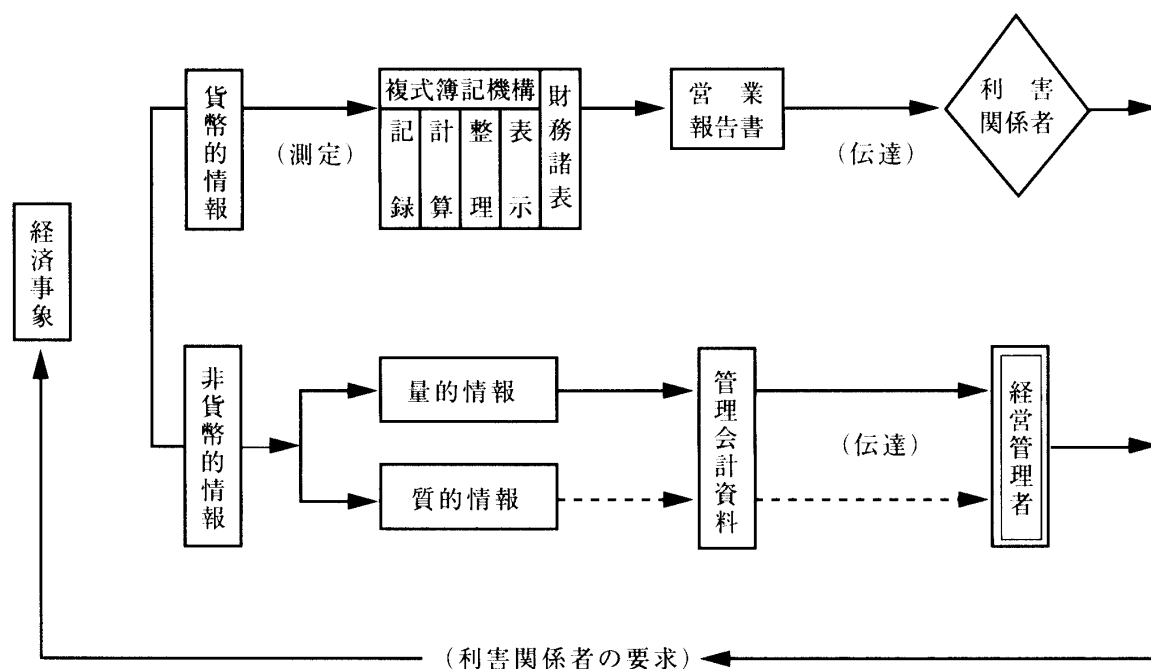 経済事象
貨幣的情報
(測定)
複式簿記機構
記録
計算
整理
表示
財務諸表
営業
報告書
(伝達)
利害
関係者
非貨幣的情報
量的情報
質的情報
管理会計資料
(伝達)
経営管理者
(利害関係者の要求)